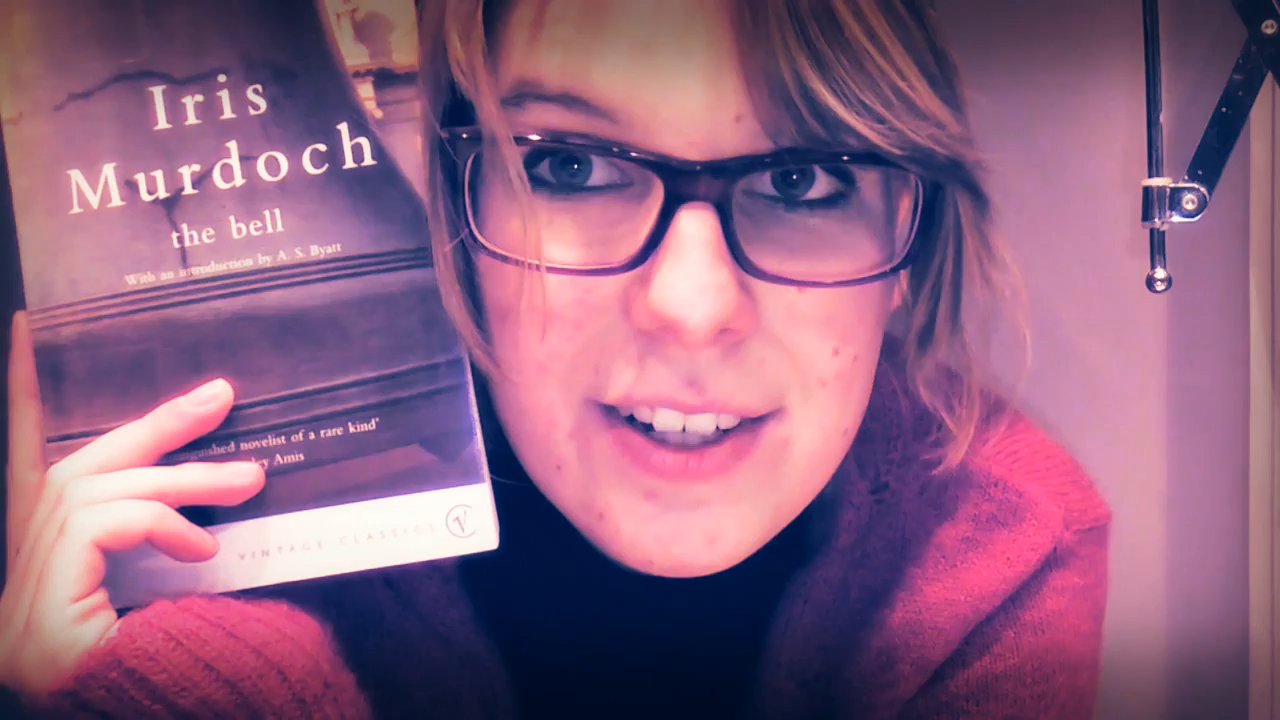 Iris
Murdoch
the bell
With an introduction by A. S. Byatt
novelist of a rare kind'
Amis
VINTAGE CLASSICS